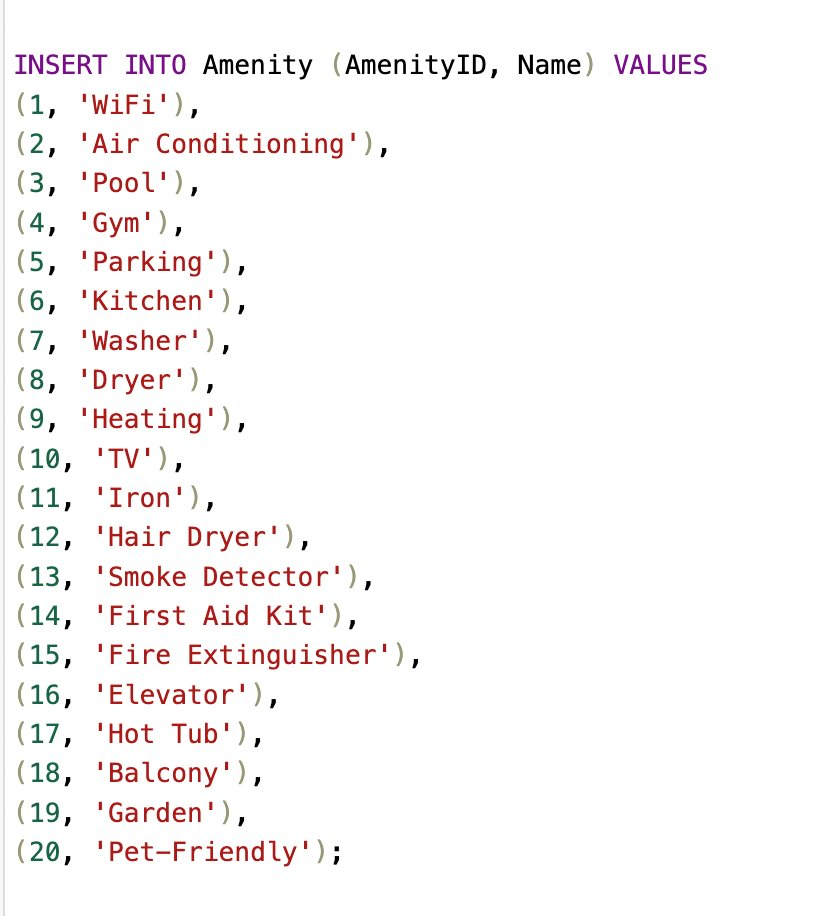 INSERT INTO Amenity (AmenityID, Name) VALUES
(1, 'WiFi'),
(2, 'Air Conditioning'),
(3, 'Pool'),
(4, 'Gym'),
(5, 'Parking'),
(6, 'Kitchen'),
(7, 'Washer'),
(8, 'Dryer'),
(9, 'Heating'),
(10, 'TV'),
(11, 'Iron'),
(12, 'Hair Dryer'),
(13, 'Smoke Detector'),
(14, 'First Aid Kit'),
(15, 'Fire Extinguisher'),
(16, 'Elevator'),
(17, 'Hot Tub'),
(18, 'Balcony'),
(19, 'Garden'),
(20, 'Pet-Friendly');